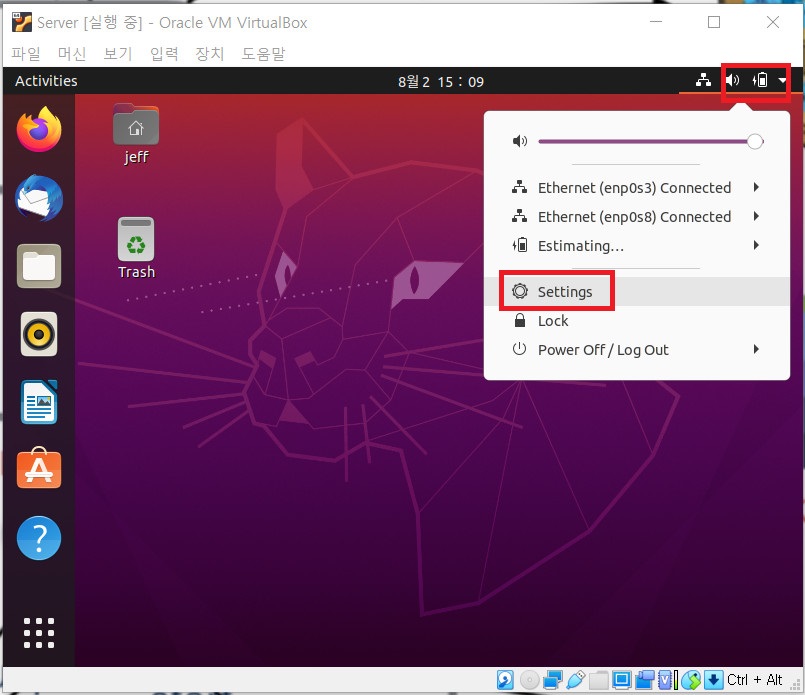 Server [실행 중] - Oracle VM VirtualBox
파일 머신 보기 입력 장치 도움말
Activities 8월 2 15 : 09
jeff
Trash
Ethernet (enp0s3) Connected
Ethernet (enp0s8) Connected
Estimating…
Settings
Lock
Power Off / Log Out
?
Ctrl + Alt